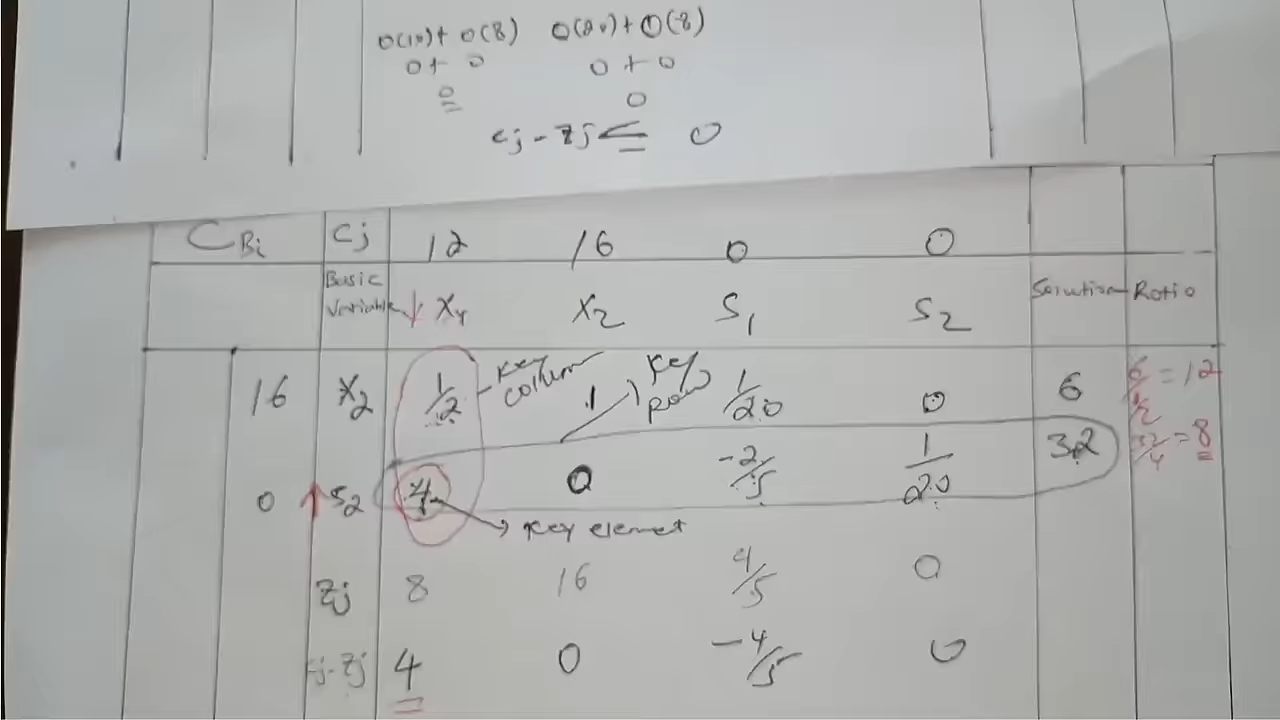 0(10)+ 0(8) 0(20)+0(8)
0+ 0 0 + 0
0 0
cj - Zj ≤ 0
CBi Cj 12 16 0 0
Basic Variable ↓ X1 X2 S1 S2 Solution Ratio
16 X2 1/2 - Key column 1 Key Row 1/20 0 6 6/½ = 12
0 ↑ S2 4 0 -2/5 1/20 32 32/4 = 8
→ Key elemet
Zj 8 16 4/5 0
cj-Zj 4 0 -4/5 0